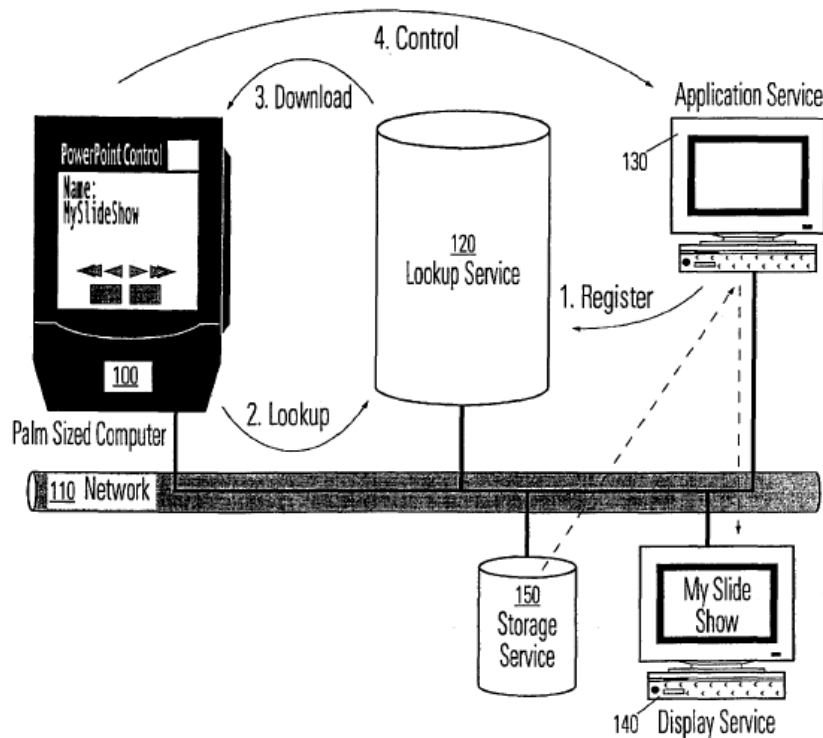 4. Control
3. Download
Application Service
130
PowerPoint Control
Name:
MySlideShow
120
Lookup Service
1. Register
100
2. Lookup
Palm Sized Computer
110 Network
150
Storage
Service
My Slide
Show
140
Display Service